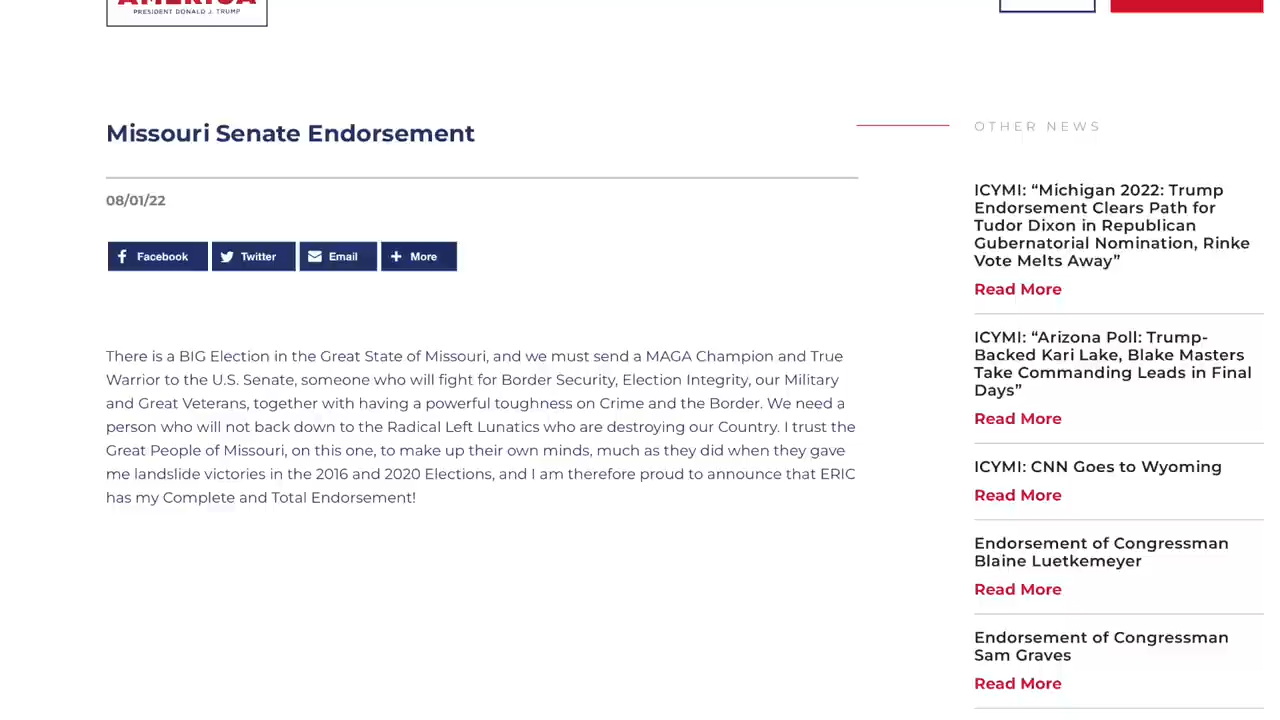 AMERICA
PRESIDENT DONALD J. TRUMP
Missouri Senate Endorsement
08/01/22
Facebook
Twitter
Email
More
There is a BIG Election in the Great State of Missouri, and we must send a MAGA Champion and True
Warrior to the U.S. Senate, someone who will fight for Border Security, Election Integrity, our Military
and Great Veterans, together with having a powerful toughness on Crime and the Border. We need a
person who will not back down to the Radical Left Lunatics who are destroying our Country. I trust the
Great People of Missouri, on this one, to make up their own minds, much as they did when they gave
me landslide victories in the 2016 and 2020 Elections, and I am therefore proud to announce that ERIC
has my Complete and Total Endorsement!
OTHER NEWS
ICYMI: “Michigan 2022: Trump
Endorsement Clears Path for
Tudor Dixon in Republican
Gubernatorial Nomination, Rinke
Vote Melts Away”
Read More
ICYMI: “Arizona Poll: Trump-
Backed Kari Lake, Blake Masters
Take Commanding Leads in Final
Days”
Read More
ICYMI: CNN Goes to Wyoming
Read More
Endorsement of Congressman
Blaine Luetkemeyer
Read More
Endorsement of Congressman
Sam Graves
Read More